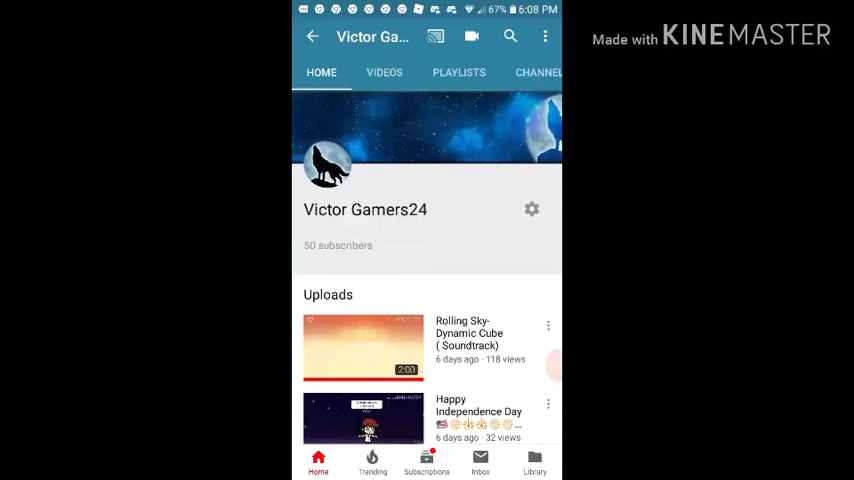 67% 6:08 PM
Made with KINEMASTER
Victor Ga...
HOME VIDEOS PLAYLISTS CHANNEL
Victor Gamers24
50 subscribers
Uploads
Rolling Sky-
Dynamic Cube
( Soundtrack)
6 days ago · 118 views
2:00
Happy
Independence Day
6 days ago · 32 views
Home Trending Subscriptions Inbox Library